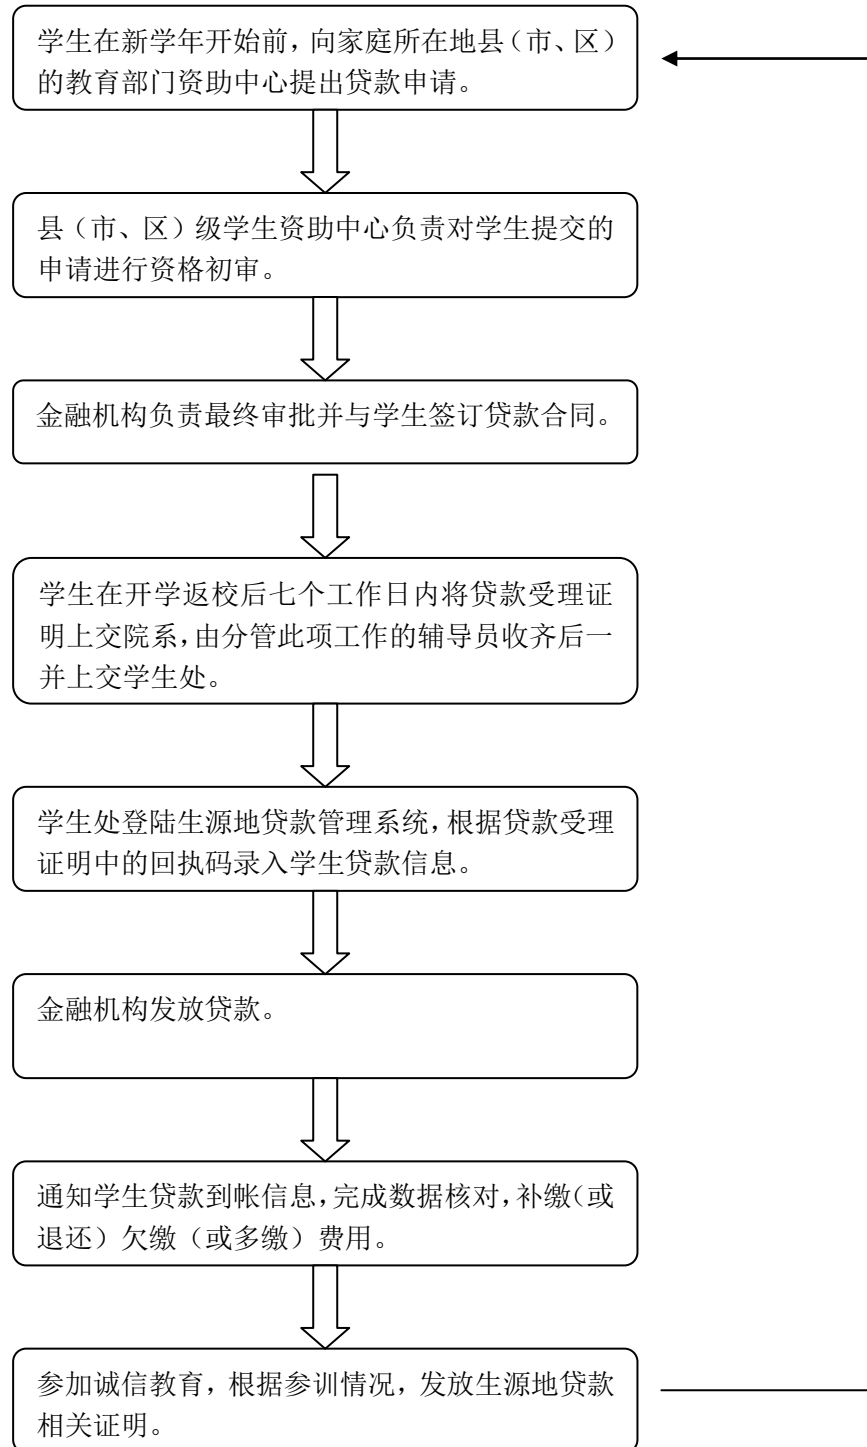 学生在新学年开始前，向家庭所在地县（市、区）
的教育部门资助中心提出贷款申请。
县（市、区）级学生资助中心负责对学生提交的
申请进行资格初审。
金融机构负责最终审批并与学生签订贷款合同。
学生在开学返校后七个工作日内将贷款受理证
明上交院系，由分管此项工作的辅导员收齐后一
并上交学生处。
学生处登陆生源地贷款管理系统，根据贷款受理
证明中的回执码录入学生贷款信息。
金融机构发放贷款。
通知学生贷款到帐信息，完成数据核对，补缴（或
退还）欠缴（或多缴）费用。
参加诚信教育，根据参训情况，发放生源地贷款
相关证明。